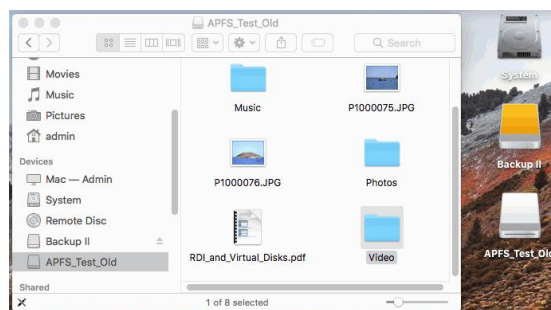 APFS_Test_Old
Search
Movies
Music
Pictures
admin
Devices
Mac — Admin
System
Remote Disc
Backup II
APFS_Test_Old
Shared
Music
P1000075.JPG
P1000076.JPG
Photos
RDI_and_Virtual_Disks.pdf
Video
1 of 8 selected
System
Backup II
APFS_Test_Old